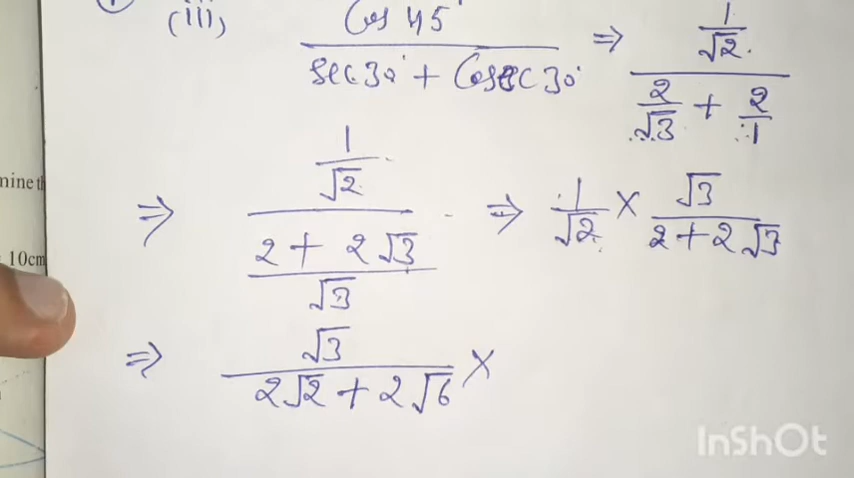 (iii) cos 45° / sec 30° + cosec 30° ⇒ 1/√2 / 2/√3 + 2/1
⇒ 1/√2 / 2 + 2√3 / √3 ⇒ 1/√2 × √3 / 2 + 2√3
⇒ √3 / 2√2 + 2√6 ×
10cm
InShOt